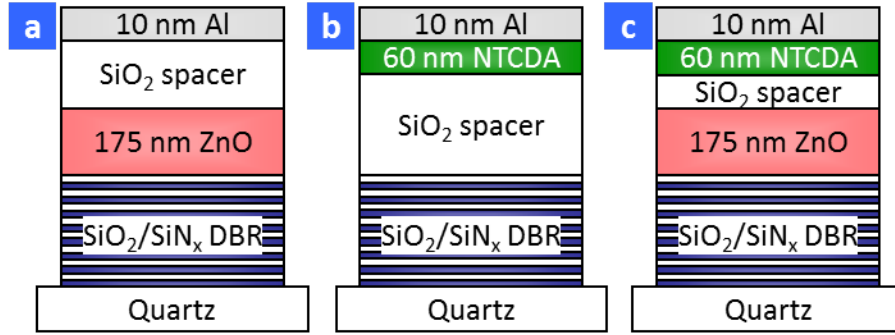 a
10 nm Al
SiO₂ spacer
175 nm ZnO
SiO₂/SiNₓ DBR
Quartz
b
10 nm Al
60 nm NTCDA
SiO₂ spacer
SiO₂/SiNₓ DBR
Quartz
c
10 nm Al
60 nm NTCDA
SiO₂ spacer
175 nm ZnO
SiO₂/SiNₓ DBR
Quartz